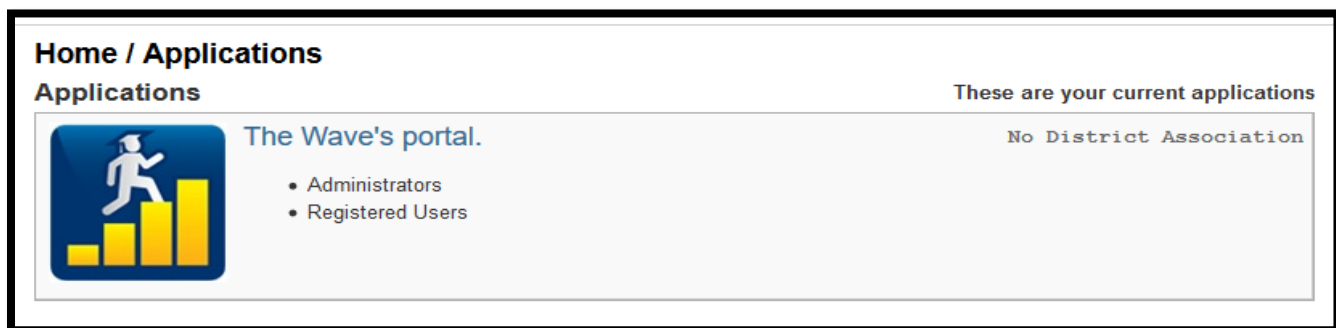 Home / Applications
Applications
These are your current applications
The Wave's portal.
No District Association
• Administrators
• Registered Users